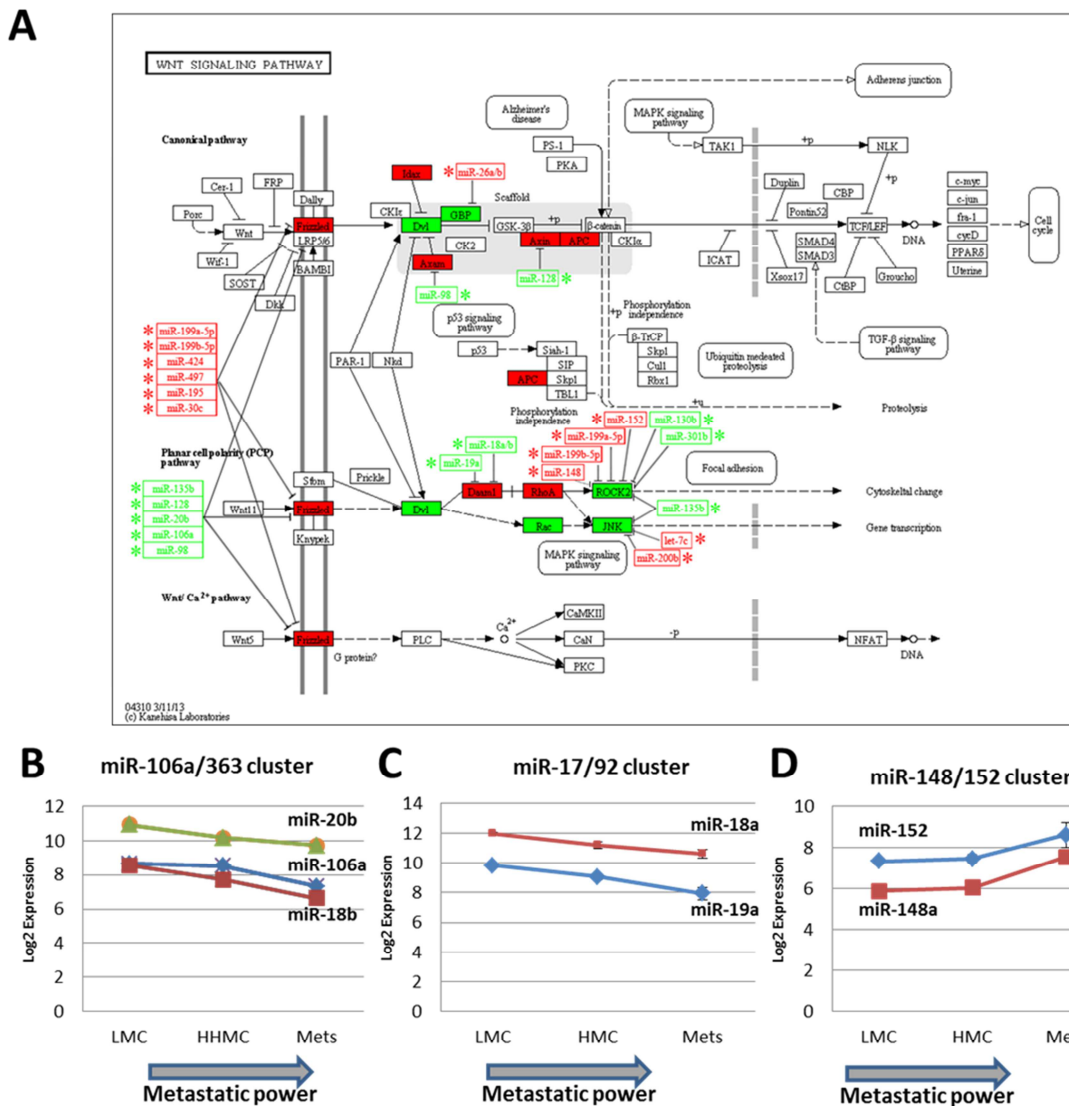 A
WNT SIGNALING PATHWAY
Adherens junction
Alzheimer's
disease
MAPK signaling
pathway
Canonical pathway
PS-1
PKA
TAK1
+p
NLK
Idax
* miR-26a/b
Cer-1
FRP
Dally
Scaffold
Duplin
CBP
+p
c-myc
c-jun
fra-1
cycD
PPARδ
Uterine
Porc
Wnt
Frizzled
CKIε
Dvl
GBP
GSK-3β
+p
β-catenin
Pontin52
TCF/LEF
DNA
Cell
cycle
LRP5/6
CK2
Axin
APC
CKIα
SMAD4
SMAD3
Wif-1
SOST
BAMBI
Axam
ICAT
Xsox17
CtBP
Groucho
Dkk
miR-98 *
miR-128 *
p53 signaling
pathway
+p
Phosphorylation
independence
TGF-β signaling
pathway
* miR-199a-5p
* miR-199b-5p
* miR-424
* miR-497
* miR-195
* miR-30c
PAR-1
Nkd
p53
Siah-1
SIP
APC
Skp1
TBL1
β-TrCP
Skp1
Cul1
Rbx1
Ubiquitin medeated
proteolysis
+u
Proteolysis
Phosphorylation
independence
* miR-152
miR-130b *
* miR-18a/b
* miR-199a-5p
miR-301b *
* miR-19a
* miR-199b-5p
* miR-148
Focal adhesion
Planar cell polarity (PCP)
pathway
Stbm
Prickle
* miR-135b
* miR-128
* miR-20b
* miR-106a
* miR-98
Wnt11
Frizzled
Dvl
Daam1
RhoA
ROCK2
Cytoskeltal change
miR-135b *
Rac
JNK
Gene transcription
Knypek
let-7c *
miR-200b *
MAPK singnaling
pathway
Wnt/ Ca2+ pathway
CaMKII
Ca2+
Wnt5
Frizzled
PLC
CaN
-p
NFAT
DNA
G protein?
PKC
04310 3/11/13
(c) Kanehisa Laboratories
B
miR-106a/363 cluster
Log2 Expression
12
10
8
6
4
2
0
miR-20b
miR-106a
miR-18b
LMC
HHMC
Mets
Metastatic power
C
miR-17/92 cluster
Log2 Expression
14
12
10
8
6
4
2
0
miR-18a
miR-19a
LMC
HMC
Mets
Metastatic power
D
miR-148/152 cluster
Log2 Expression
10
8
6
4
2
0
miR-152
miR-148a
LMC
HMC
Me
Metastatic power